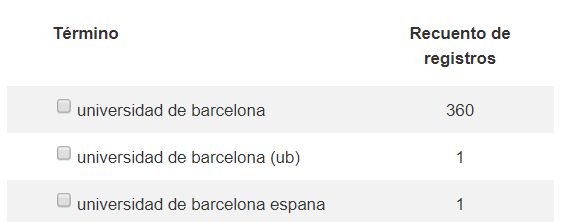 Término Recuento de
registros
universidad de barcelona 360
universidad de barcelona (ub) 1
universidad de barcelona espana 1